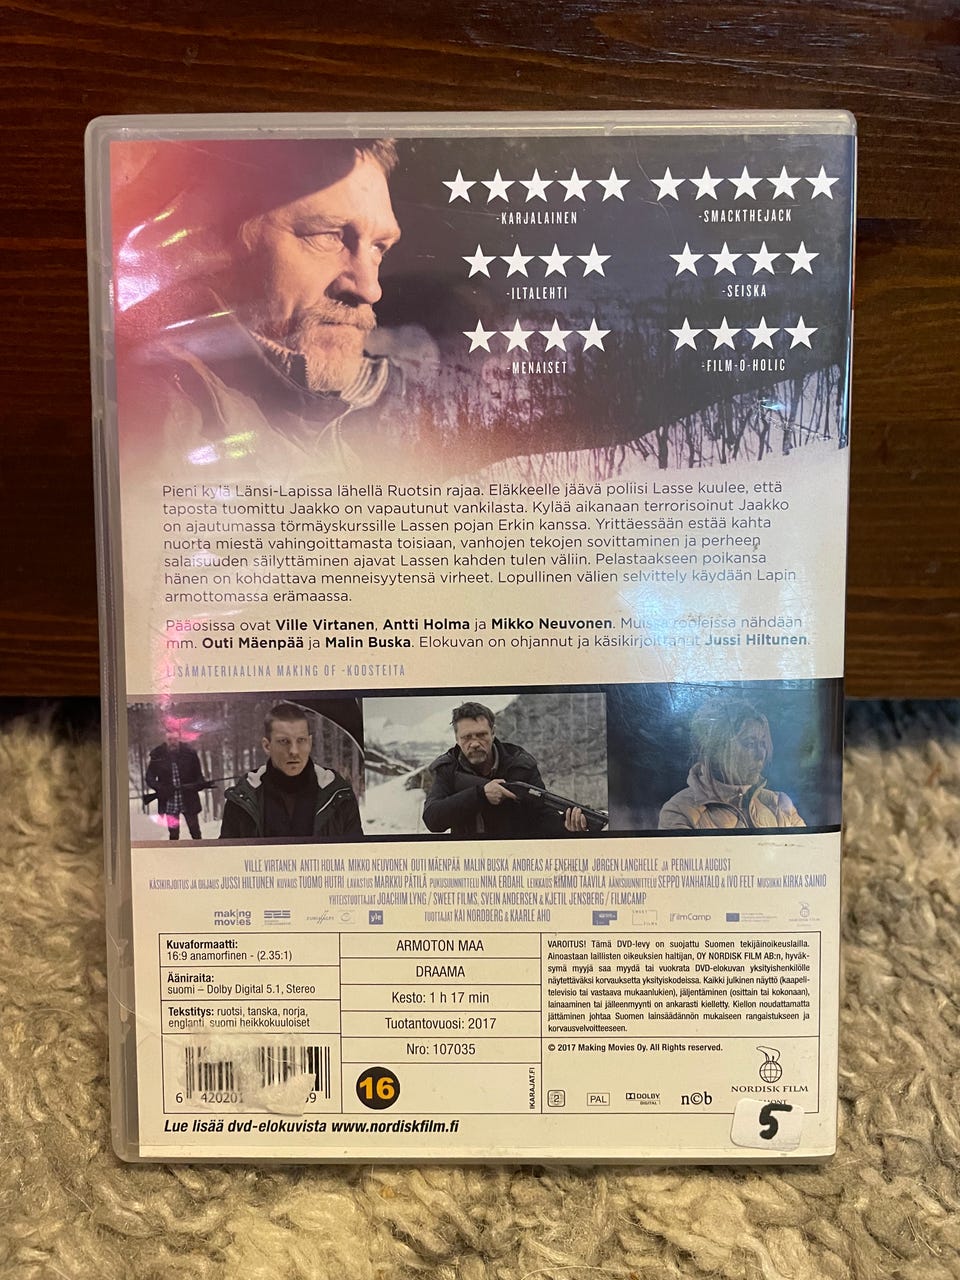 -KARJALAINEN
-SMACKTHEJACK
-ILTALEHTI
-SEISKA
-MENAISET
-FILM-O-HOLIC
Pieni kylä Länsi-Lapissa lähellä Ruotsin rajaa. Eläkkeelle jäävä poliisi Lasse kuulee, että
taposta tuomittu Jaakko on vapautunut vankilasta. Kylää aikanaan terrorisoinut Jaakko
on ajautumassa törmäyskurssille Lassen pojan Erkin kanssa. Yrittäessään estää kahta
nuorta miestä vahingoittamasta toisiaan, vanhojen tekojen sovittaminen ja perheen
salaisuuden säilyttäminen ajavat Lassen kahden tulen väliin. Pelastaakseen poikansa
hänen on kohdattava menneisyytensä virheet. Lopullinen välien selvittely käydään Lapin
armottomassa erämaassa.
Pääosissa ovat Ville Virtanen, Antti Holma ja Mikko Neuvonen. Muissa rooleissa nähdään
mm. Outi Mäenpää ja Malin Buska. Elokuvan on ohjannut ja käsikirjoittanut Jussi Hiltunen.
LISÄMATERIAALINA MAKING OF -KOOSTEITA
VILLE VIRTANEN ANTTI HOLMA MIKKO NEUVONEN OUTI MÄENPÄÄ MALIN BUSKA ANDREAS AF ENEHIELM JØRGEN LANGHELLE JA PERNILLA AUGUST
KÄSIKIRJOITUS JA OHJAUS JUSSI HILTUNEN KUVAUS TUOMO HUTRI LAVASTUS MARKKU PÄTILÄ PUKUSUUNNITTELU NINA ERDAHL LEIKKAUS KIMMO TAAVILA ÄÄNISUUNNITTELU SEPPO VANHATALO & IVO FELT MUSIIKKI KIRKA SAINIO
YHTEISTUOTTAJAT JOACHIM LYNG / SWEET FILMS, SVEIN ANDERSEN & KJETIL JENSBERG / FILMCAMP
making
movies
yle
TUOTTAJAT KAI NORDBERG & KAARLE AHO
FilmCamp
Kuvaformaatti:
16:9 anamorfinen - (2.35:1)
Ääniraita:
suomi – Dolby Digital 5.1, Stereo
Tekstitys: ruotsi, tanska, norja,
englanti, suomi heikkokuuloiset
6 420201
ARMOTON MAA
DRAAMA
Kesto: 1 h 17 min
Tuotantovuosi: 2017
Nro: 107035
16
IKARAJAT.FI
VAROITUS! Tämä DVD-levy on suojattu Suomen tekijäinoikeuslailla.
Ainoastaan laillisten oikeuksien haltijan, OY NORDISK FILM AB:n, hyväk-
symä myyjä saa myydä tai vuokrata DVD-elokuvan yksityishenkilölle
näytettäväksi korvauksetta yksityiskodeissa. Kaikki julkinen näyttö (kaapeli-
televisio tai vastaava mukaanlukien), jäljentäminen (osittain tai kokonaan),
lainaaminen tai jälleenmyynti on ankarasti kielletty. Kiellon noudattamatta
jättäminen johtaa Suomen lainsäädännön mukaiseen rangaistukseen ja
korvausvelvoitteeseen.
© 2017 Making Movies Oy. All Rights reserved.
2
PAL
DOLBY
DIGITAL
n©b
NORDISK FILM
5
Lue lisää dvd-elokuvista www.nordiskfilm.fi